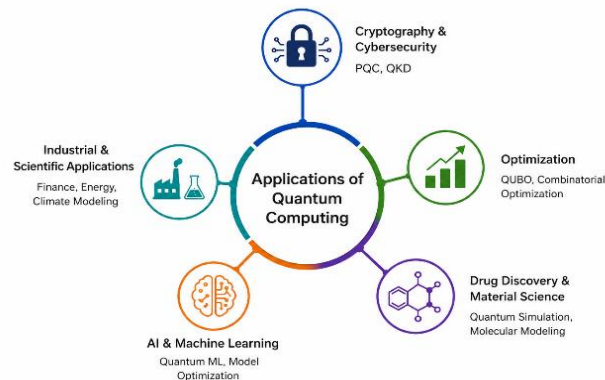 Cryptography &
Cybersecurity
PQC, QKD
Industrial &
Scientific Applications
Finance, Energy,
Climate Modeling
Applications of
Quantum
Computing
Optimization
QUBO, Combinatorial
Optimization
Drug Discovery &
Material Science
Quantum Simulation,
Molecular Modeling
AI & Machine Learning
Quantum ML, Model
Optimization